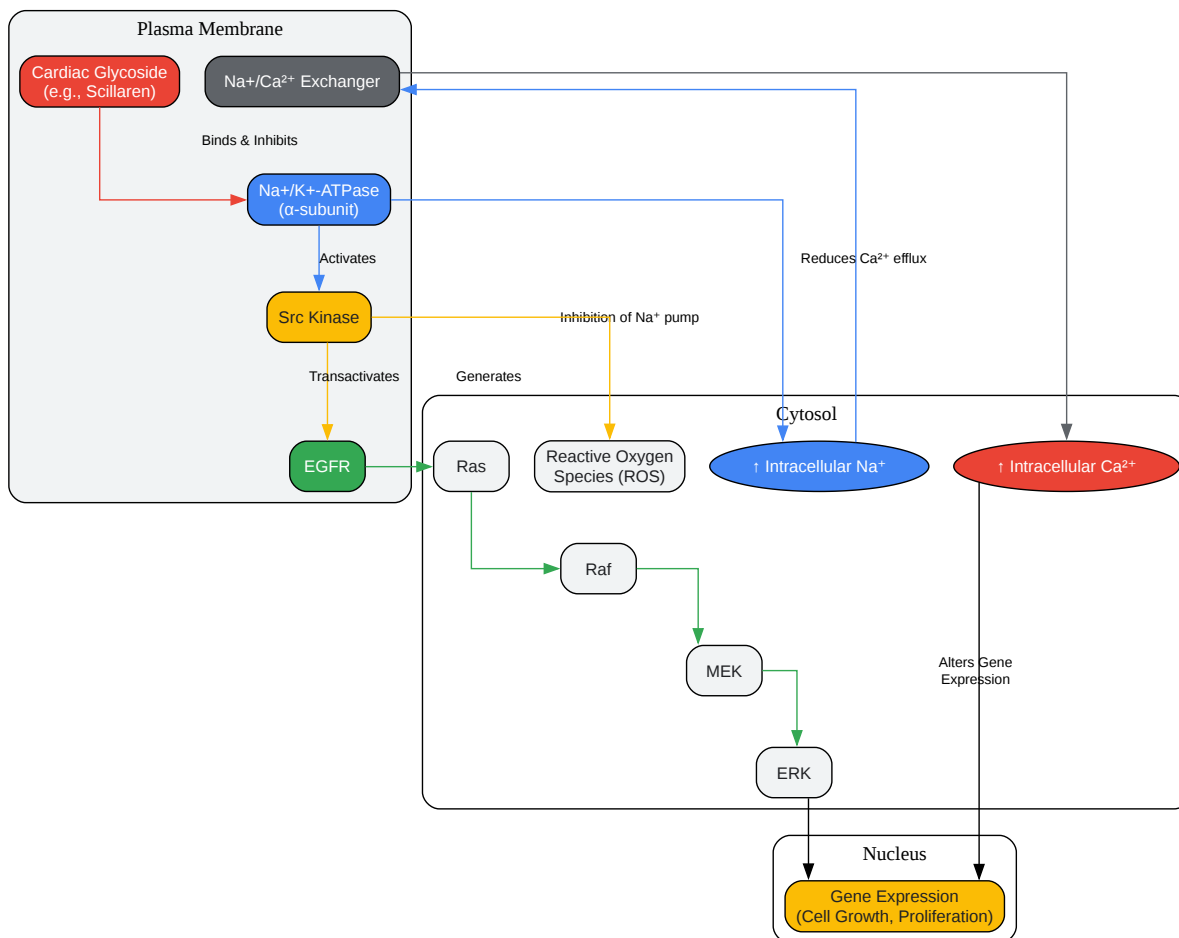 Plasma Membrane
Cardiac Glycoside
(e.g., Scillaren)
Na+/Ca²⁺ Exchanger
Binds & Inhibits
Na+/K+-ATPase
(α-subunit)
Activates
Reduces Ca²⁺ efflux
Src Kinase
Inhibition of Na⁺ pump
Transactivates
Generates
Cytosol
EGFR
Ras
Reactive Oxygen
Species (ROS)
↑ Intracellular Na⁺
↑ Intracellular Ca²⁺
Raf
MEK
Alters Gene
Expression
ERK
Nucleus
Gene Expression
(Cell Growth, Proliferation)